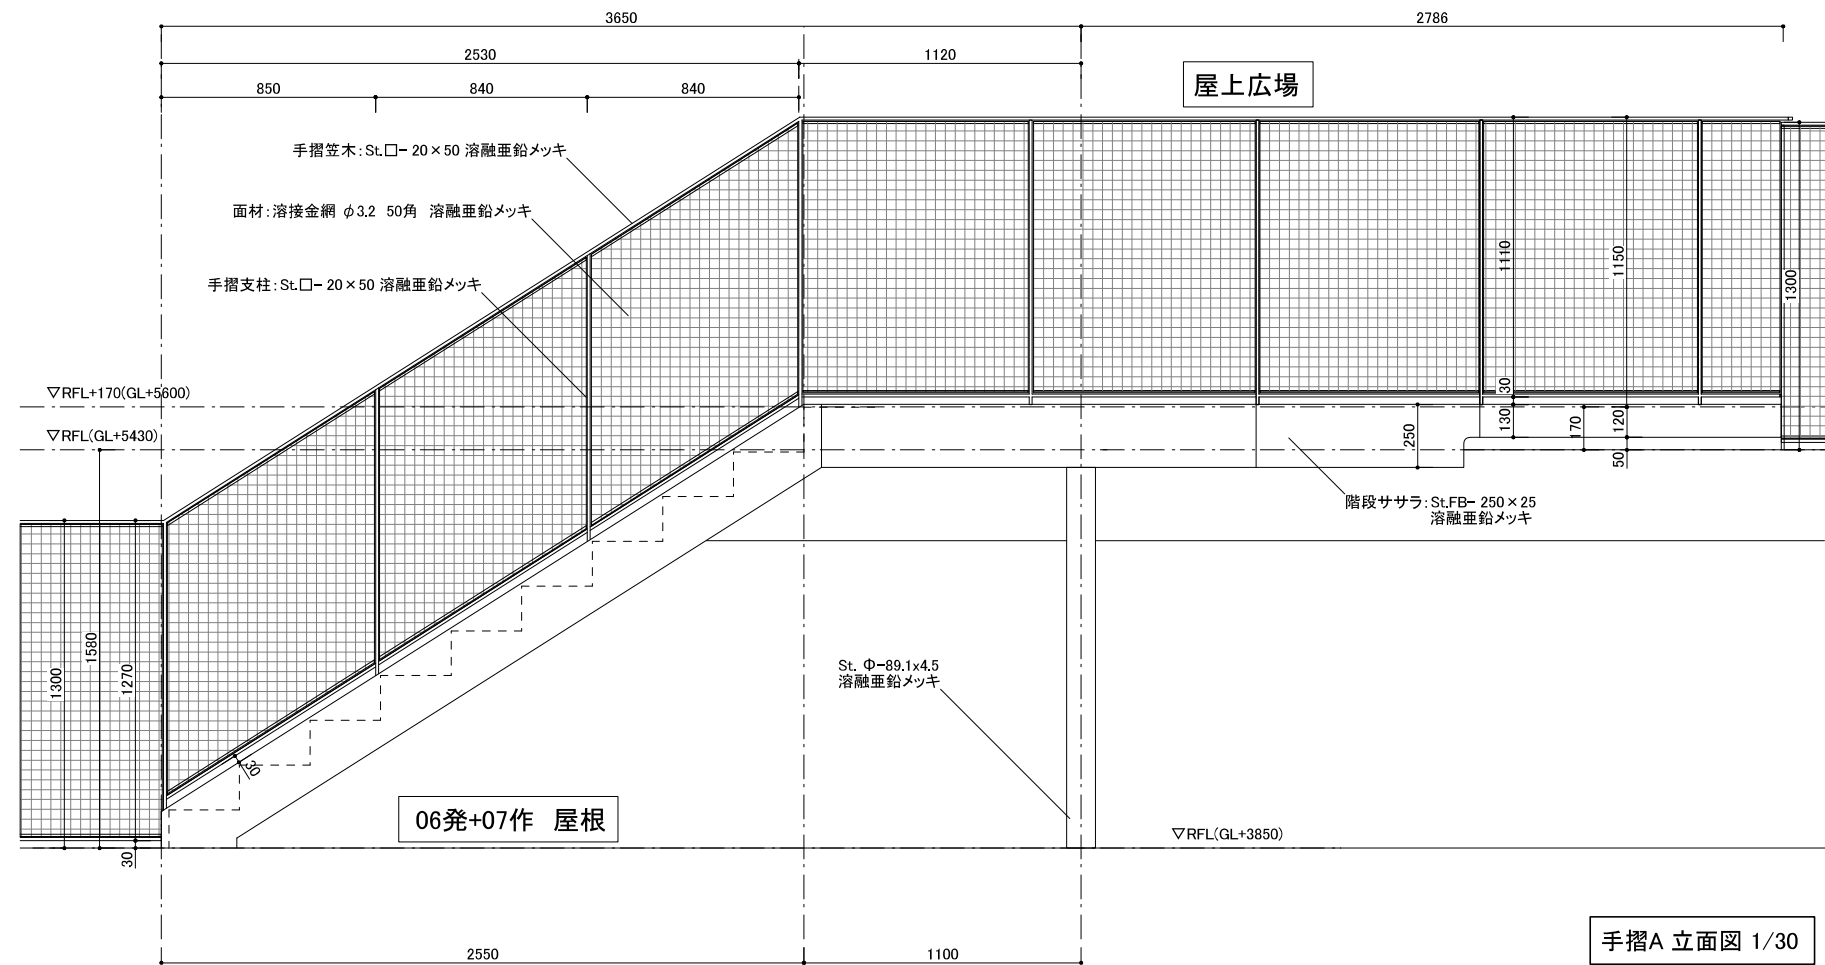 3650
2786
2530
1120
850
840
840
屋上広場
手摺笠木:St.□-20×50 溶融亜鉛メッキ
面材:溶接金網 φ3.2 50角 溶融亜鉛メッキ
手摺支柱:St.□-20×50 溶融亜鉛メッキ
1110
1150
1300
▽RFL+170(GL+5600)
30
130
250
170
120
50
▽RFL(GL+5430)
階段ササラ:St.FB-250×25
溶融亜鉛メッキ
1300
1580
1270
30
St. Φ-89.1x4.5
溶融亜鉛メッキ
30
06発+07作 屋根
▽RFL(GL+3850)
2550
1100
手摺A 立面図 1/30